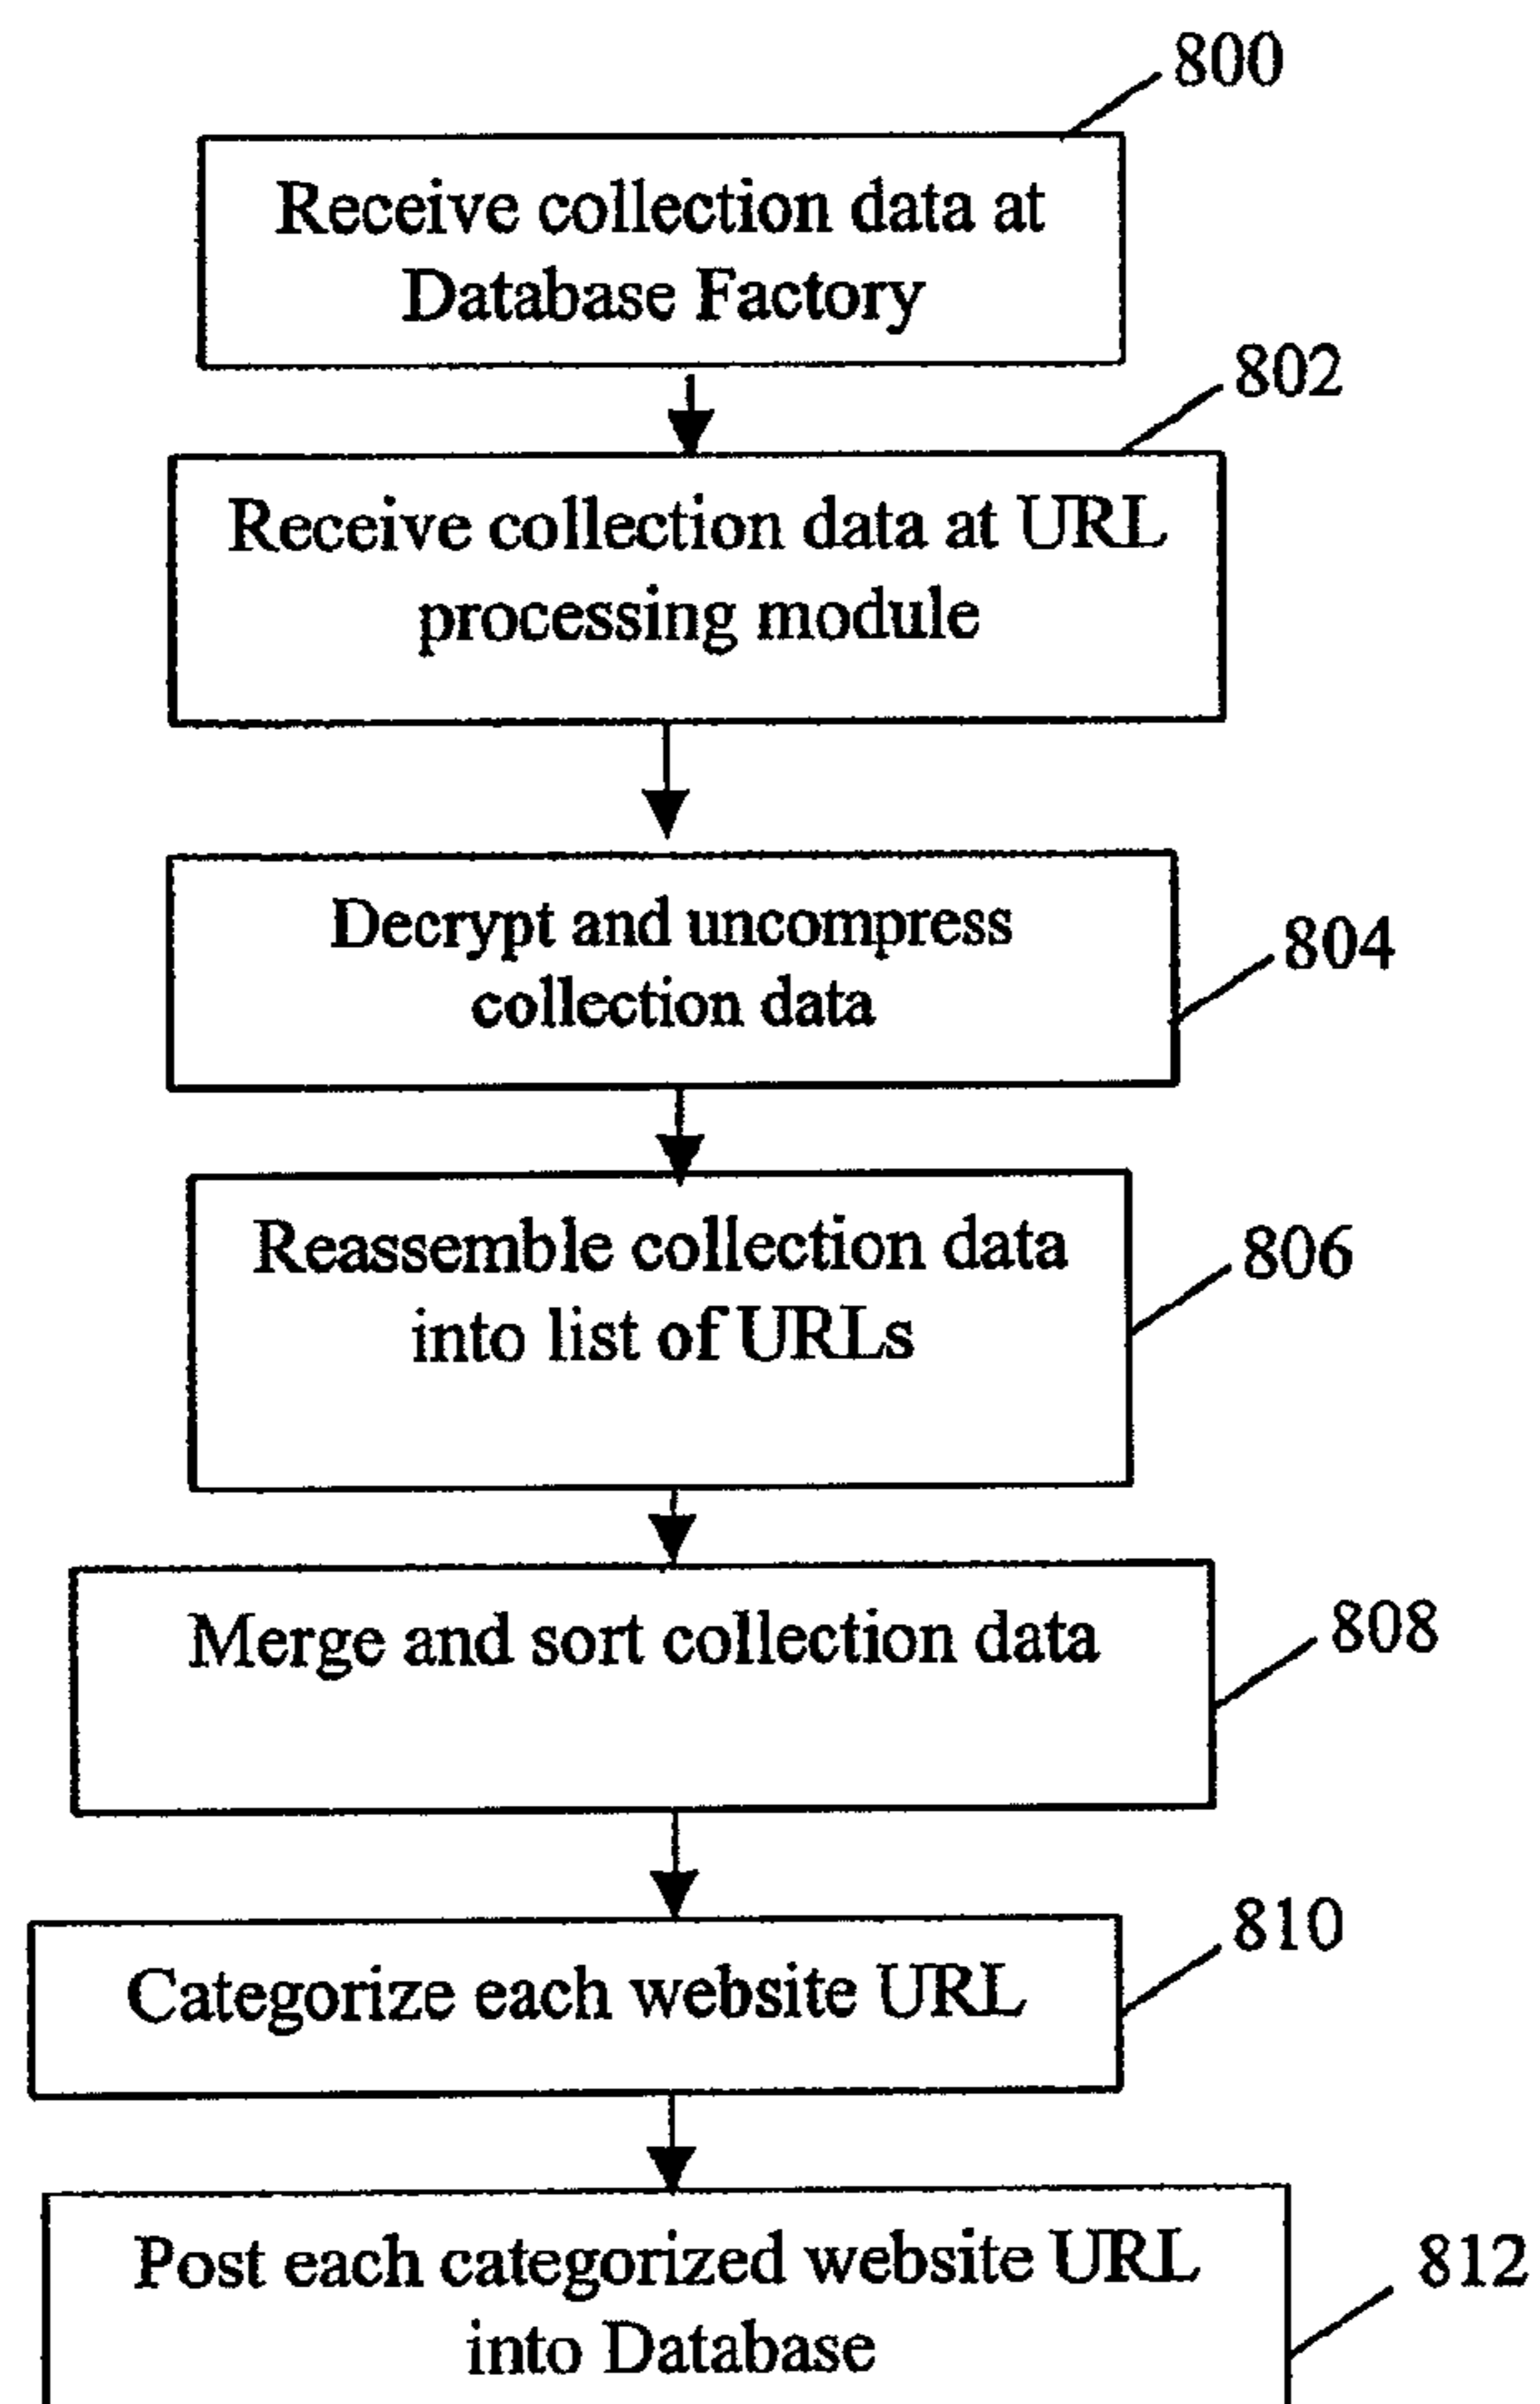 800
Receive collection data at
Database Factory
802
Receive collection data at URL
processing module
Decrypt and uncompress
collection data
804
Reassemble collection data
into list of URLs
806
Merge and sort collection data
808
Categorize each website URL
810
Post each categorized website URL
into Database
812